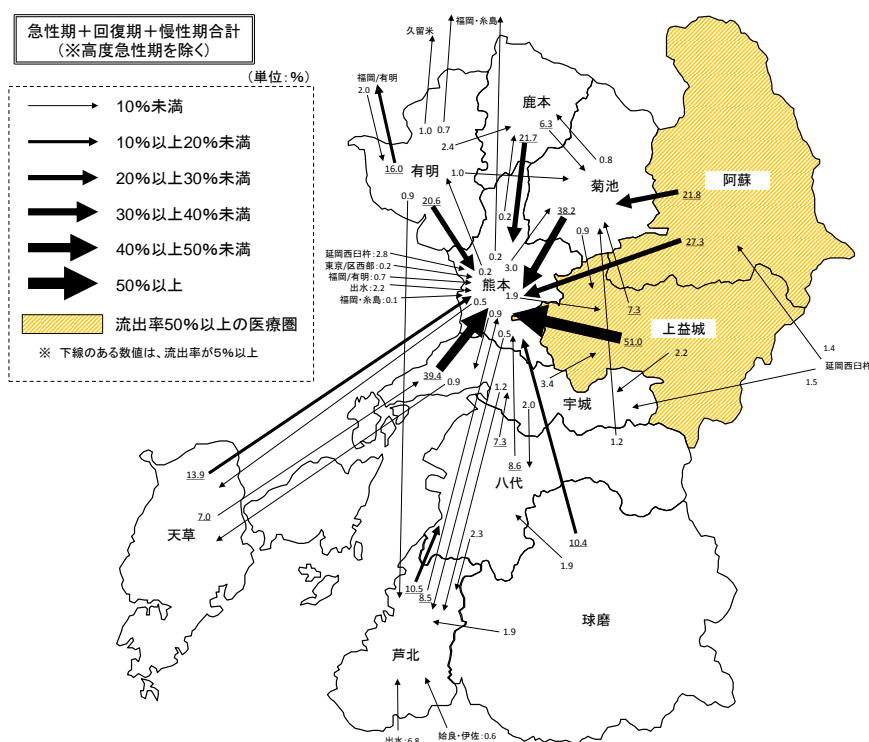 急性期＋回復期＋慢性期合計
（※高度急性期を除く）
（単位：％）
10％未満
10％以上20％未満
20％以上30％未満
30％以上40％未満
40％以上50％未満
50％以上
流出率50％以上の医療圏
※ 下線のある数値は、流出率が5％以上
久留米
福岡・糸島
福岡/有明
2.0
1.0
0.7
16.0
有明
鹿本
6.3
21.7
2.4
0.8
菊池
1.0
阿蘇
21.8
0.9
20.6
0.2
38.2
27.3
0.9
延岡西臼杵：2.8
東京/区西部：0.2
福岡/有明：0.7
出水：2.2
福岡・糸島：0.1
0.2
0.2
3.0
熊本
1.9
0.5
0.9
0.5
7.3
上益城
51.0
1.4
延岡西臼杵
2.2
1.5
3.4
宇城
39.4
0.9
1.2
2.0
7.3
1.2
8.6
八代
13.9
7.0
天草
10.4
2.3
1.9
10.5
8.5
1.9
球磨
芦北
出水：6.8
姶良・伊佐：0.6